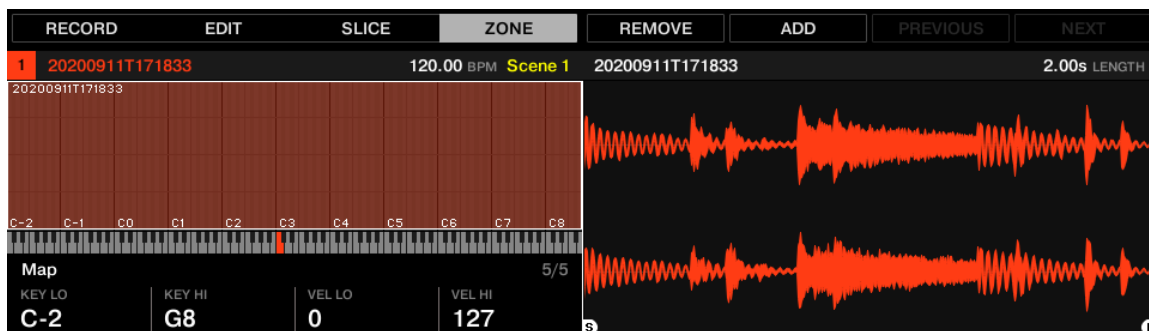 RECORD EDIT SLICE ZONE REMOVE ADD PREVIOUS NEXT
1 20200911T171833 120.00 BPM Scene 1 20200911T171833 2.00s LENGTH
20200911T171833
C-2 C-1 C0 C1 C2 C3 C4 C5 C6 C7 C8
Map 5/5
KEY LO KEY HI VEL LO VEL HI
C-2 G8 0 127
S